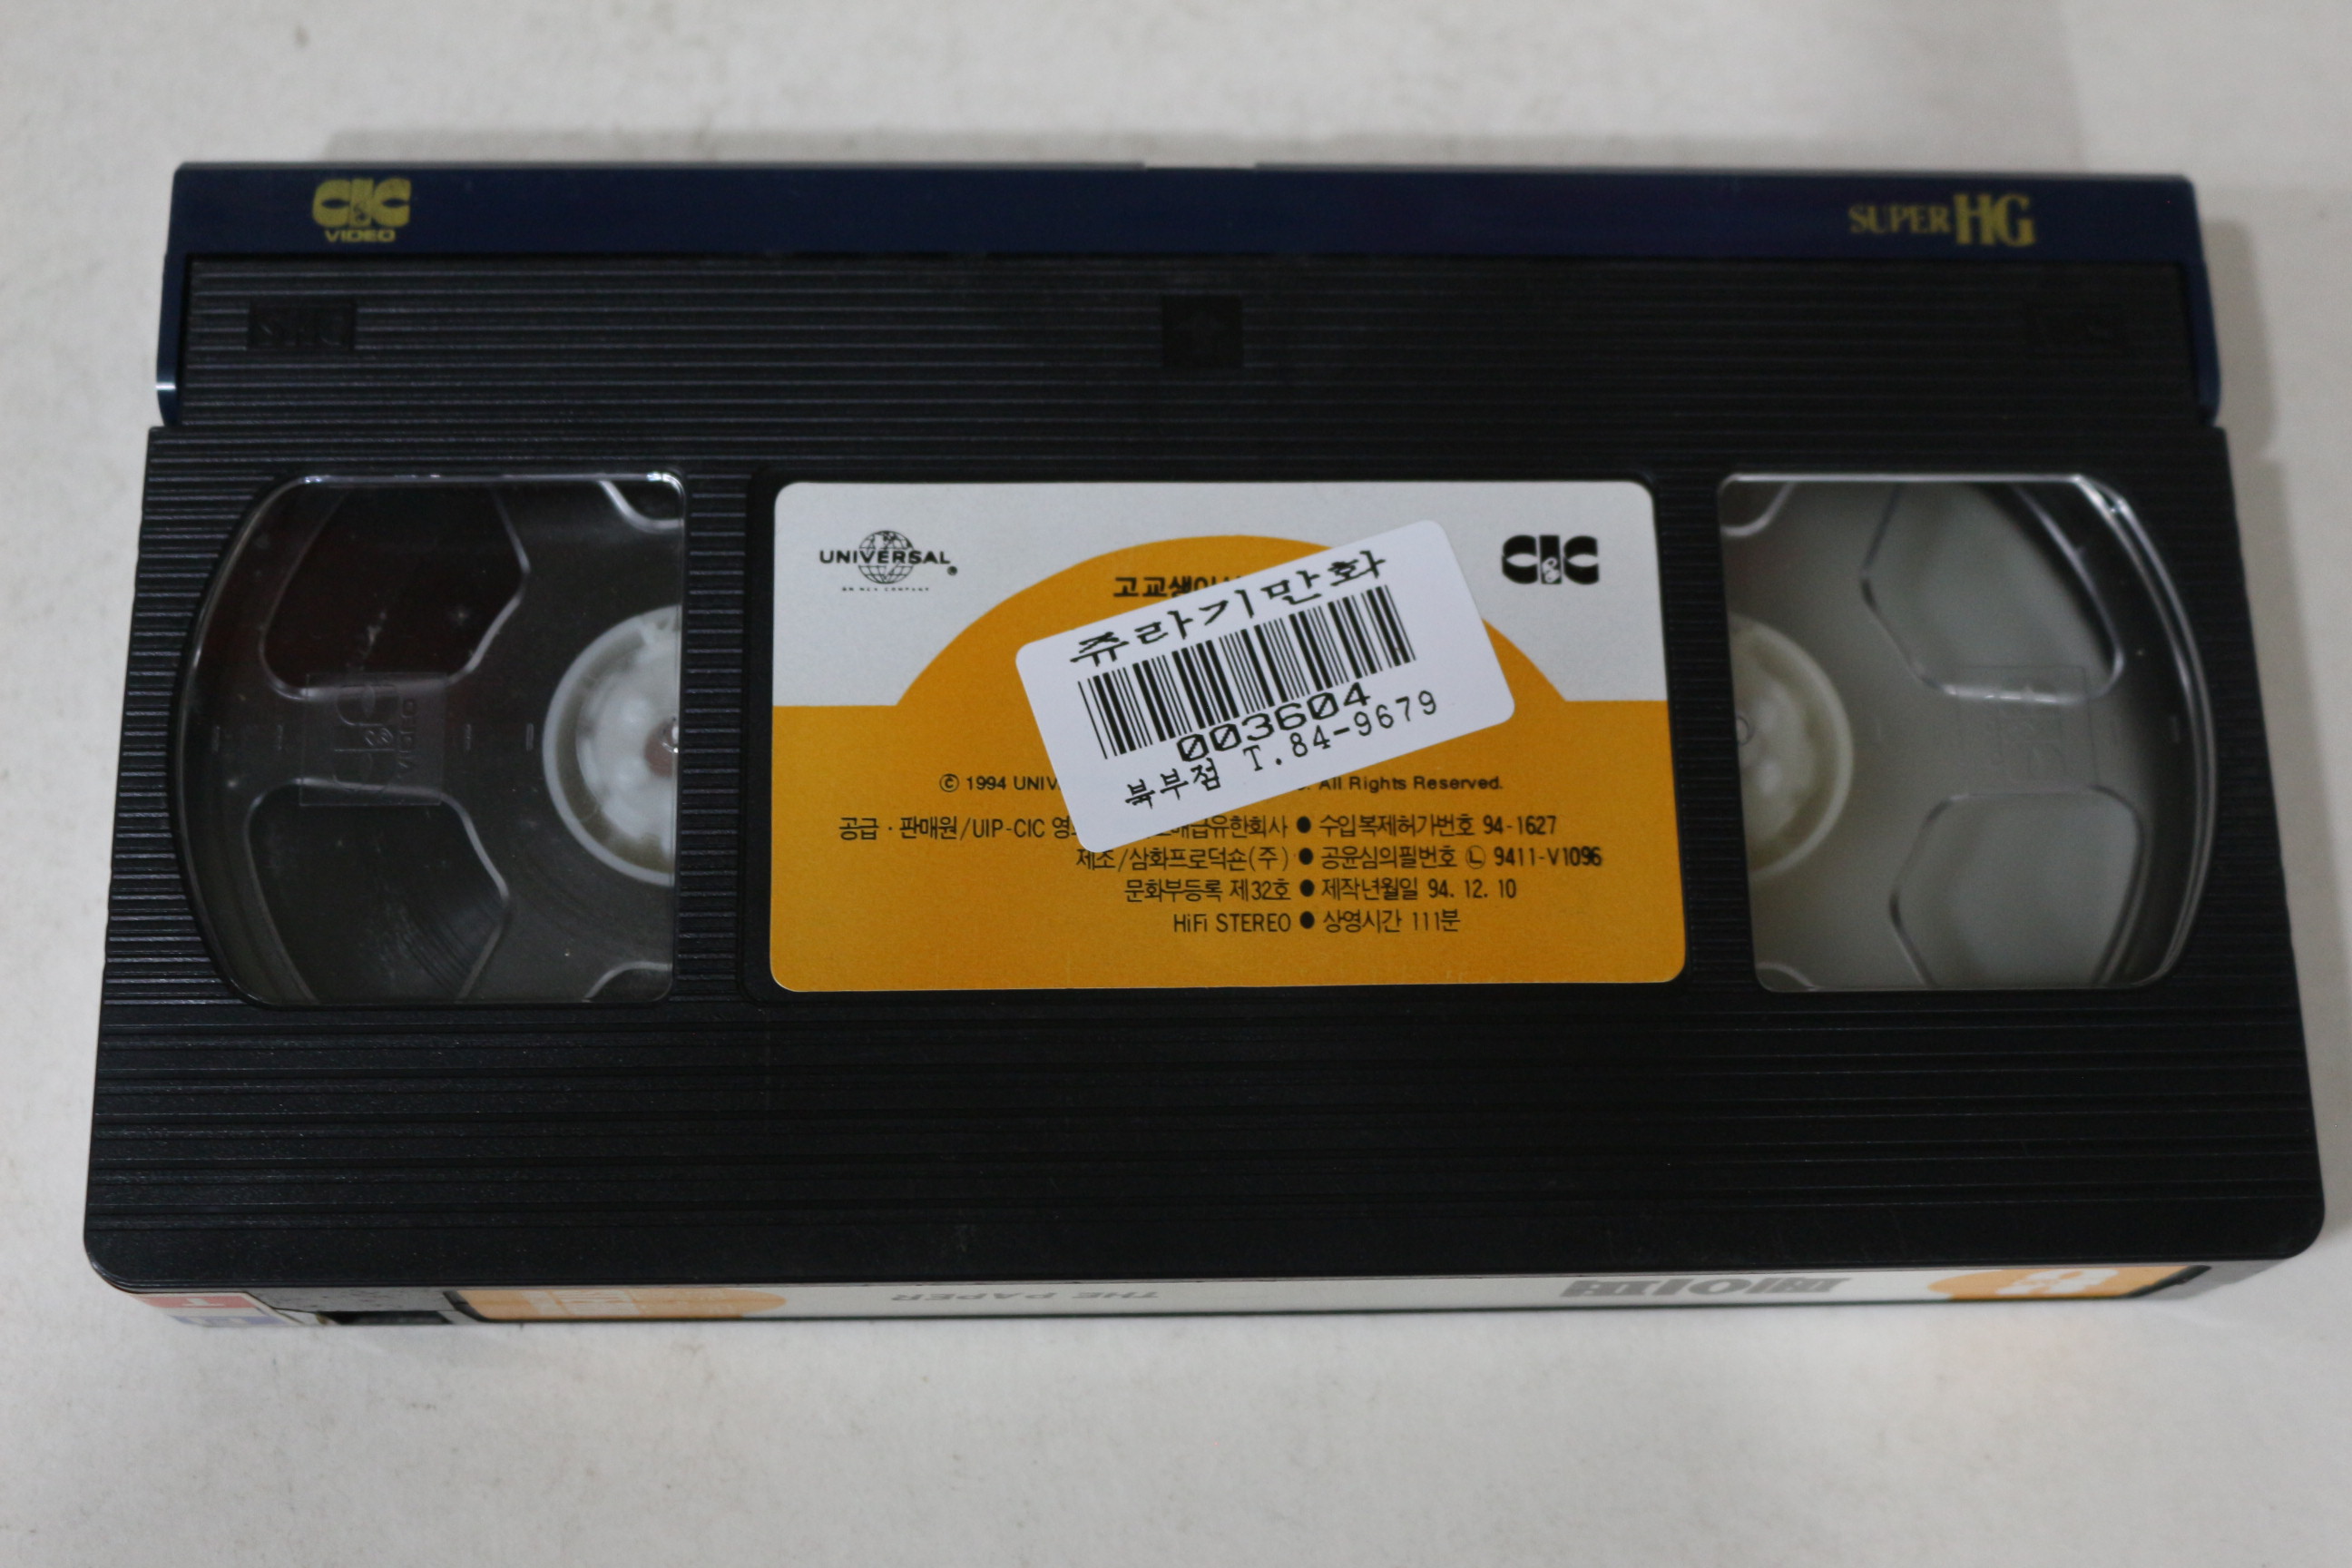 CIC
VIDEO
SUPER HG
VHS
UNIVERSAL
CIC
고교생이상
쥬라기만화
003604
북부점 T.84-9679
© 1994 UNIV
All Rights Reserved.
공급·판매원/UIP-CIC 영
배급유한회사 ● 수입복제허가번호 94-1627
제조/삼화프로덕숀(주) ● 공윤심의필번호 Ⓛ 9411-V1096
문화부등록 제32호 ● 제작년월일 94. 12. 10
HiFi STEREO ● 상영시간 111분
THE PAPER
페이퍼